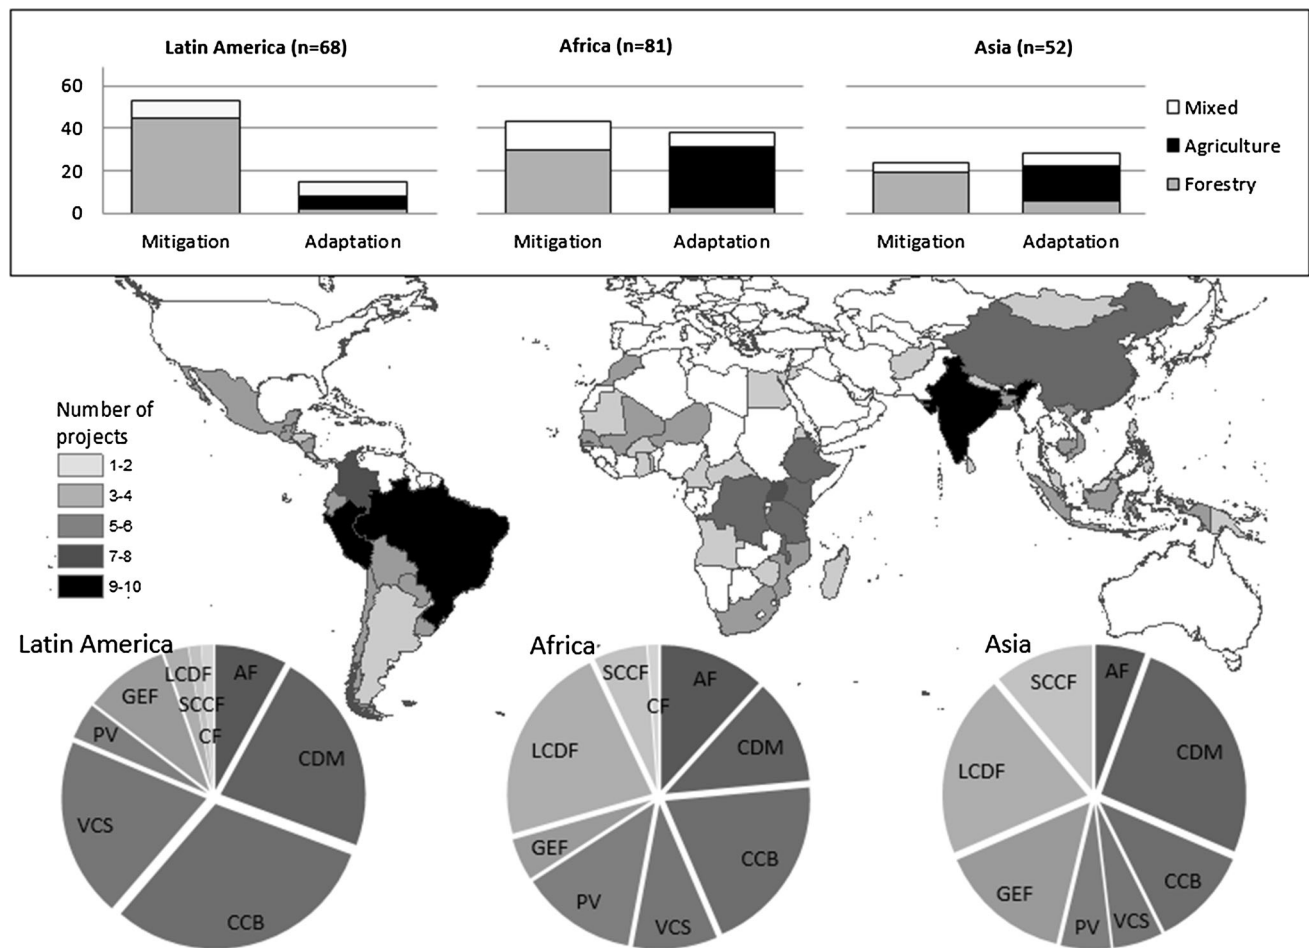 Latin America (n=68)
Africa (n=81)
Asia (n=52)
60
40
20
0
Mitigation
Adaptation
Mitigation
Adaptation
Mitigation
Adaptation
Mixed
Agriculture
Forestry
Number of
projects
1-2
3-4
5-6
7-8
9-10
Latin America
AF
CDM
CCB
VCS
PV
GEF
LCDF
SCCF
CF
Africa
AF
CDM
CCB
VCS
PV
GEF
LCDF
SCCF
CF
Asia
AF
CDM
CCB
VCS
PV
GEF
LCDF
SCCF